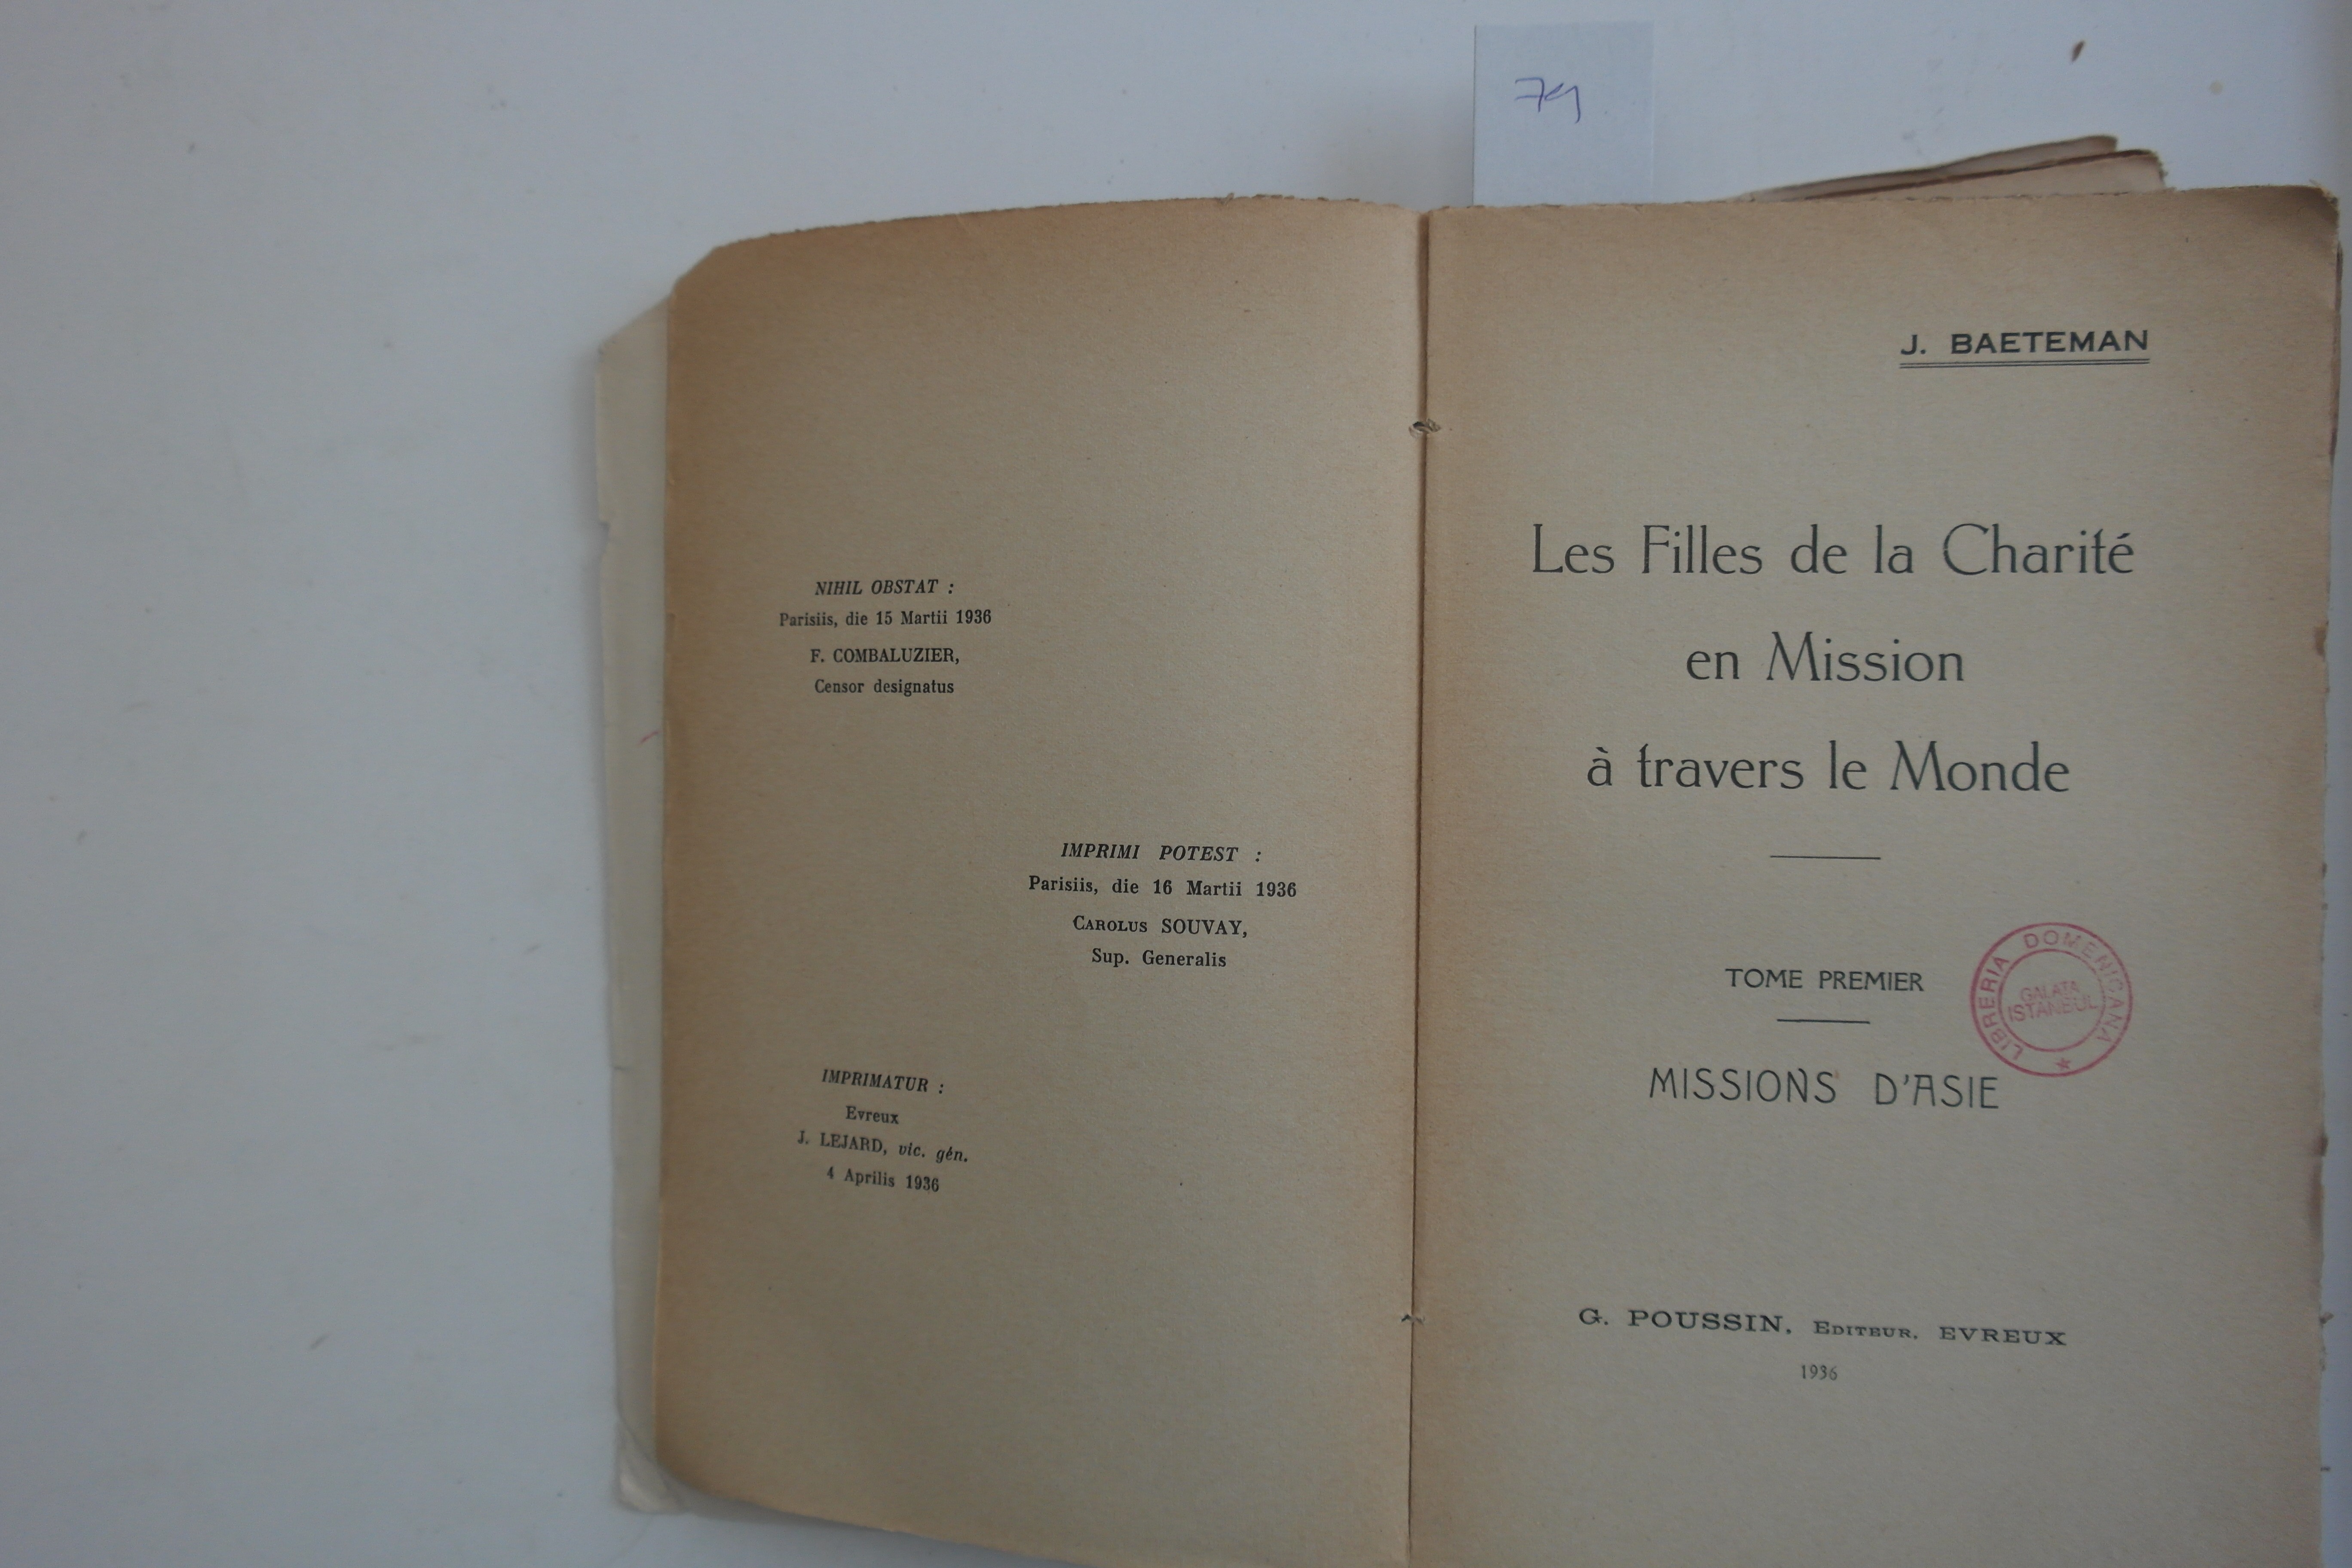 79
NIHIL OBSTAT :
Parisiis, die 15 Martii 1936
F. COMBALUZIER,
Censor designatus
IMPRIMI POTEST :
Parisiis, die 16 Martii 1936
CAROLUS SOUVAY,
Sup. Generalis
IMPRIMATUR :
Evreux
J. LEJARD, vic. gén.
4 Aprilis 1936
J. BAETEMAN
Les Filles de la Charité
en Mission
à travers le Monde
TOME PREMIER
LIBRERIA DOMENICANA *
GALATA
ISTANBUL
MISSIONS D'ASIE
G. POUSSIN, EDITEUR, EVREUX
1936